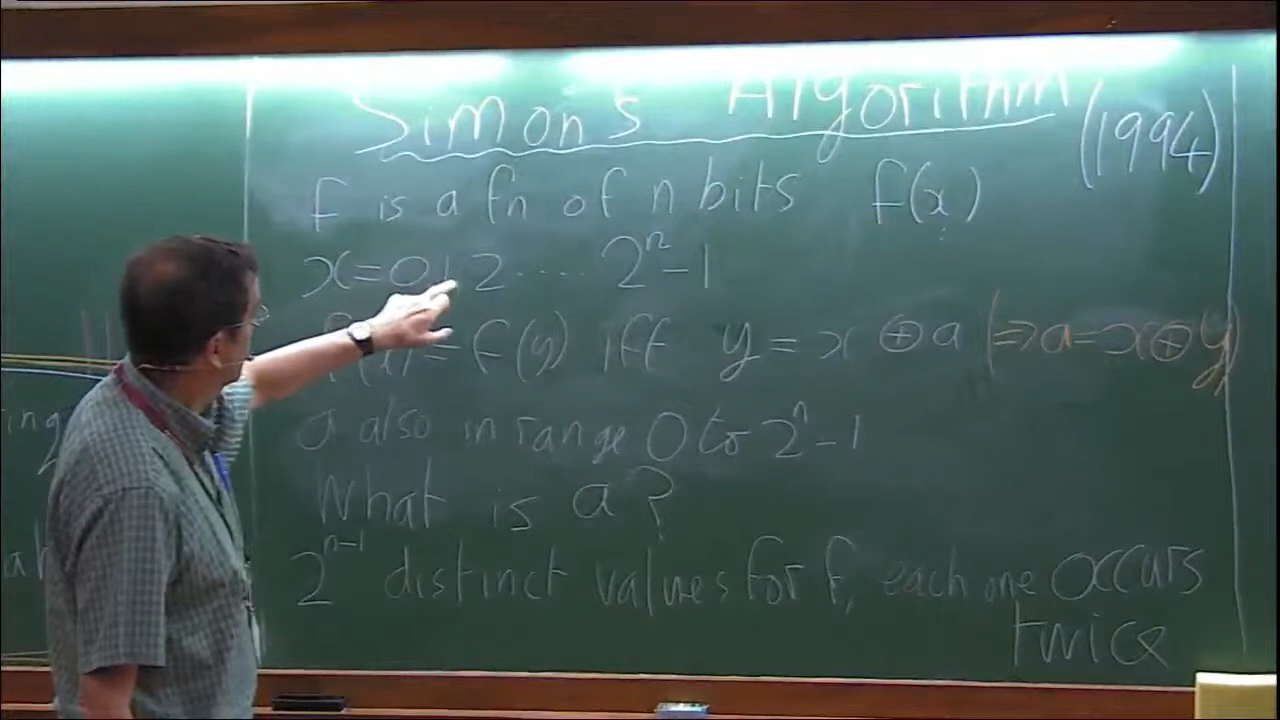 Simon's Algorithm (1994)
f is a fn of n bits f(x)
x=0,1,2.....2ⁿ-1
f(x)=f(y) iff y=x⊕a (⇒a=x⊕y)
a also in range 0 to 2ⁿ-1
What is a?
2ⁿ⁻¹ distinct values for f, each one occurs
twice